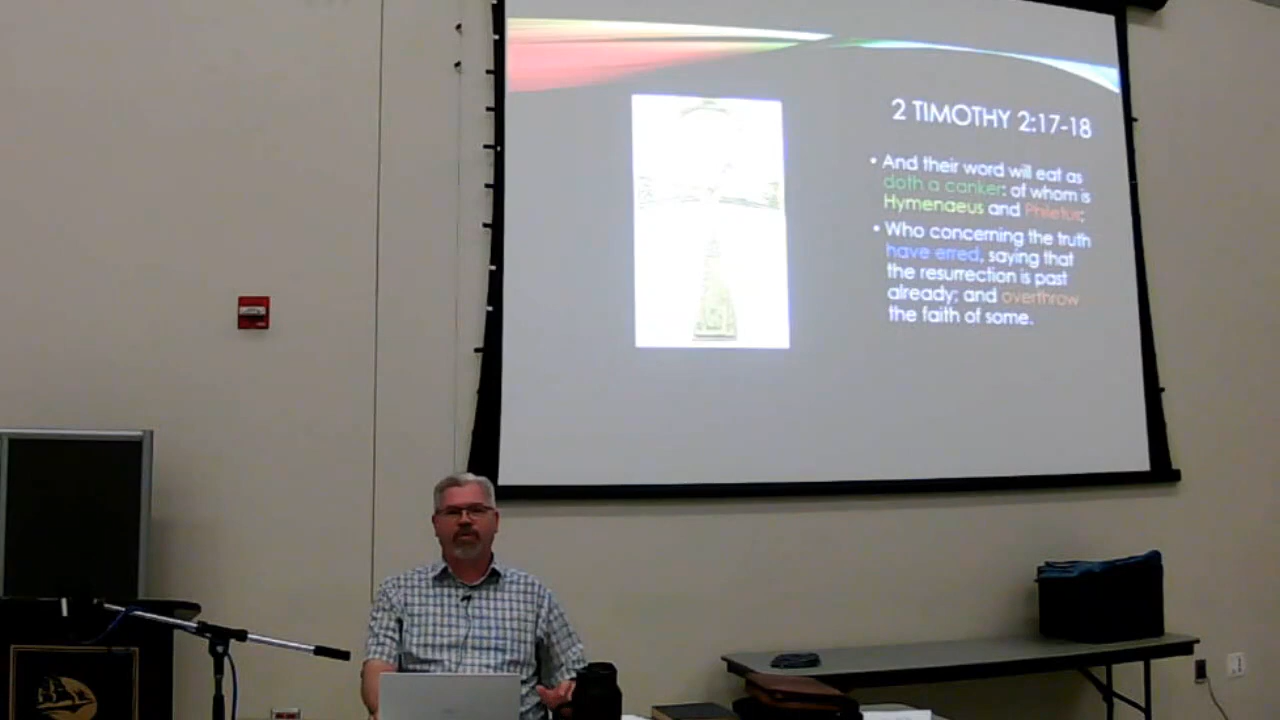 2 TIMOTHY 2:17-18
• And their word will eat as
doth a canker: of whom is
Hymenaeus and Philetus;
• Who concerning the truth
have erred, saying that
the resurrection is past
already; and overthrow
the faith of some.